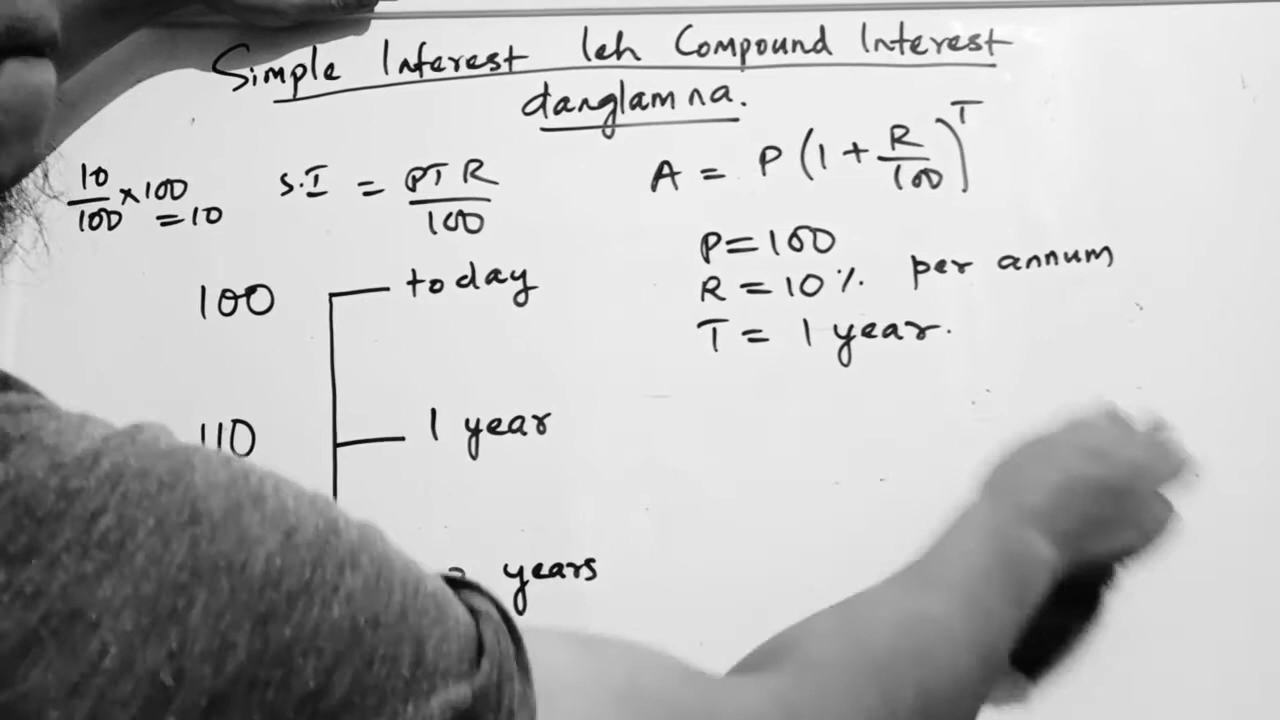 Simple Interest leh Compound Interest
danglamna.
10/100 × 100 = 10
S.I = PTR/100
A = P(1 + R/100)^T
P = 100
R = 10% per annum
T = 1 year.
100 today
110 1 year
years